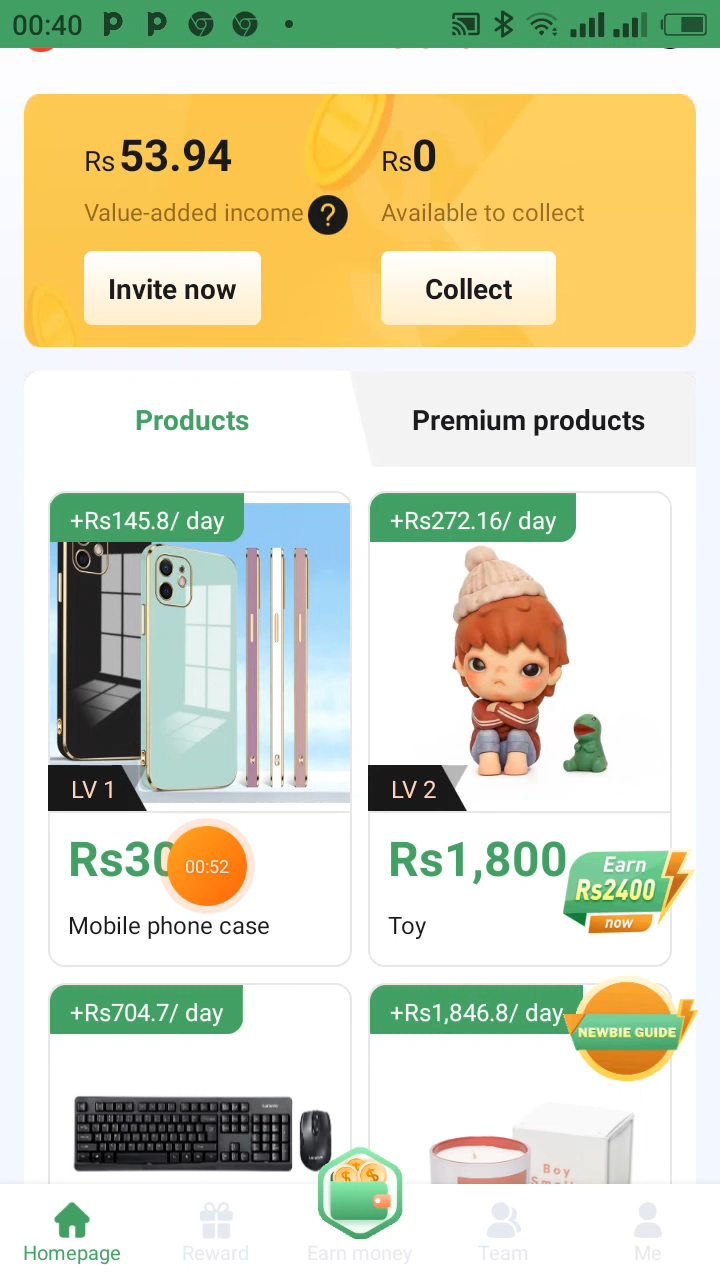 00:40
Rs 53.94
Rs0
Value-added income ?
Available to collect
Invite now
Collect
Products
Premium products
+Rs145.8/ day
+Rs272.16/ day
LV 1
LV 2
Rs30
00:52
Rs1,800
Earn
Rs2400
now
Mobile phone case
Toy
+Rs704.7/ day
+Rs1,846.8/ day
NEWBIE GUIDE
Boy
Homepage
Reward
Earn money
Team
Me